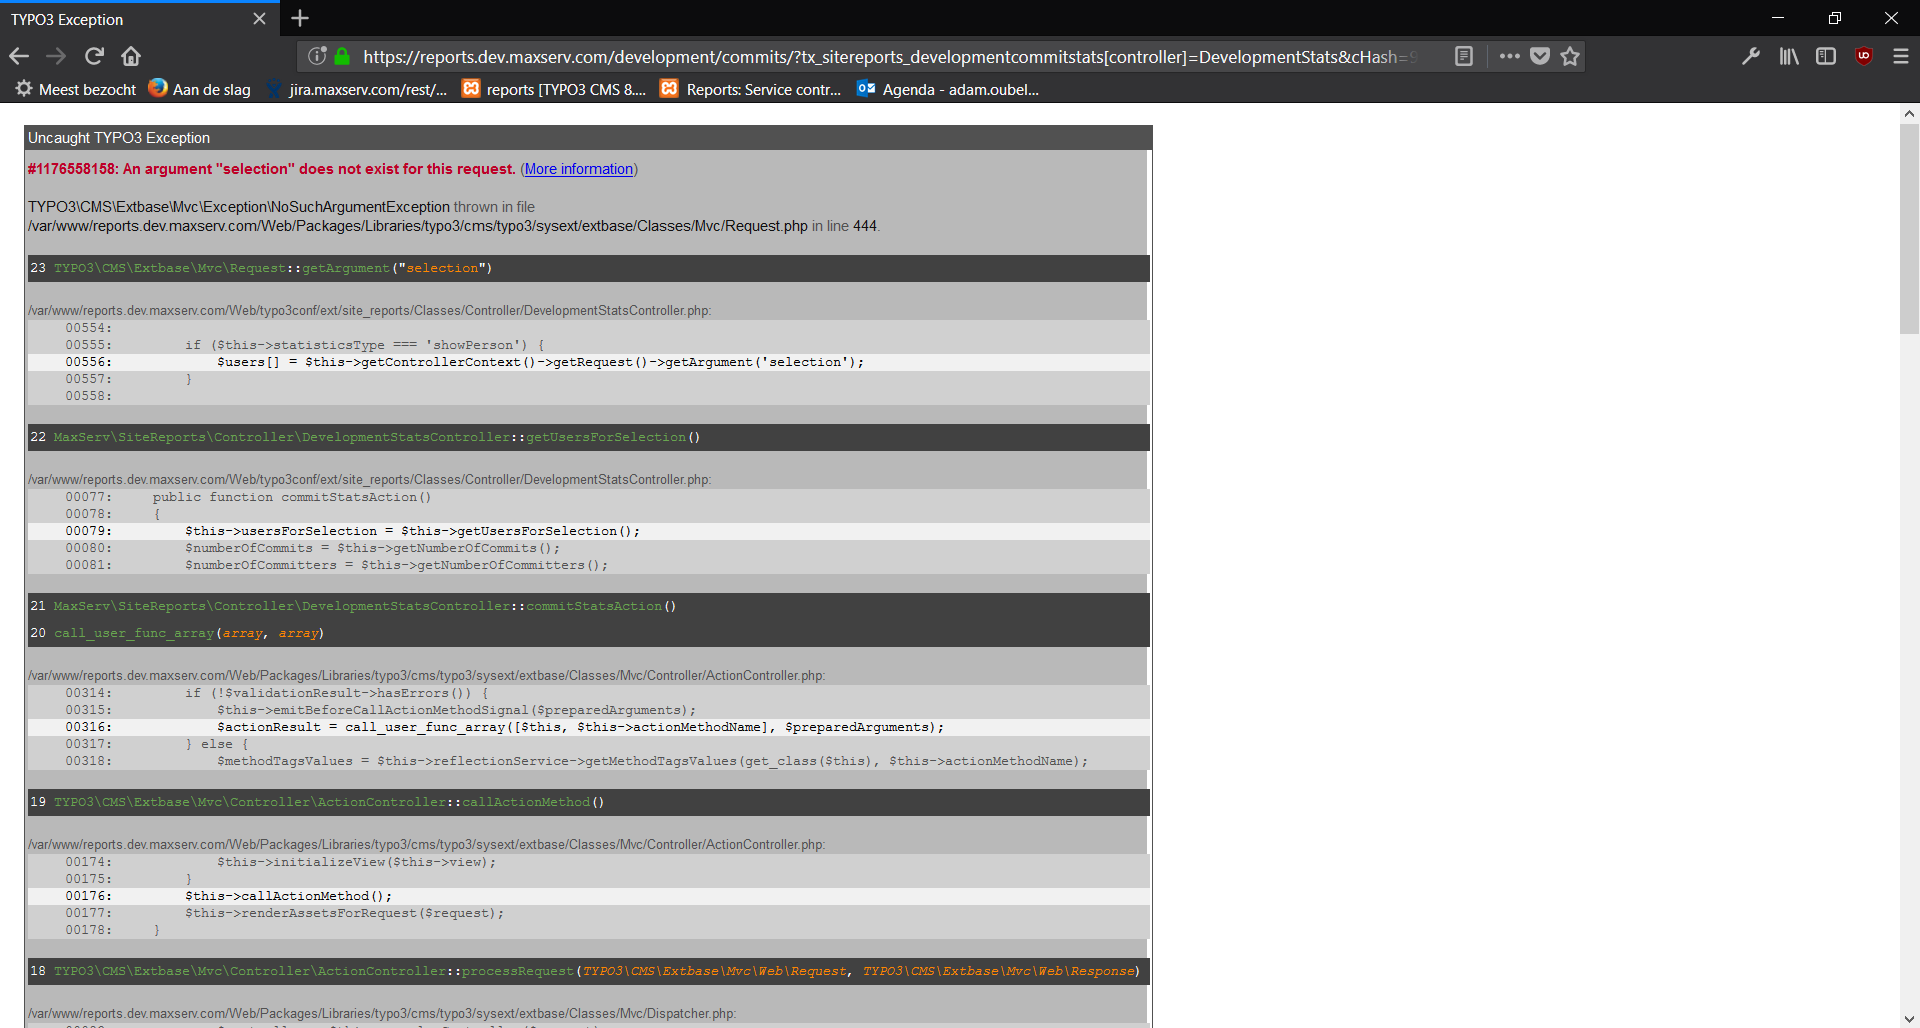 TYPO3 Exception
https://reports.dev.maxserv.com/development/commits/?tx_sitereports_developmentcommitstats[controller]=DevelopmentStats&cHash=9
Meest bezocht Aan de slag jira.maxserv.com/rest/... reports [TYPO3 CMS 8.... Reports: Service contr... Agenda - adam.oubel...
Uncaught TYPO3 Exception
#1176558158: An argument "selection" does not exist for this request. (More information)
TYPO3\CMS\Extbase\Mvc\Exception\NoSuchArgumentException thrown in file
/var/www/reports.dev.maxserv.com/Web/Packages/Libraries/typo3/cms/typo3/sysext/extbase/Classes/Mvc/Request.php in line 444.
23 TYPO3\CMS\Extbase\Mvc\Request::getArgument("selection")
/var/www/reports.dev.maxserv.com/Web/typo3conf/ext/site_reports/Classes/Controller/DevelopmentStatsController.php:
00554:
00555: if ($this->statisticsType === 'showPerson') {
00556: $users[] = $this->getControllerContext()->getRequest()->getArgument('selection');
00557: }
00558:
22 MaxServ\SiteReports\Controller\DevelopmentStatsController::getUsersForSelection()
/var/www/reports.dev.maxserv.com/Web/typo3conf/ext/site_reports/Classes/Controller/DevelopmentStatsController.php:
00077: public function commitStatsAction()
00078: {
00079: $this->usersForSelection = $this->getUsersForSelection();
00080: $numberOfCommits = $this->getNumberOfCommits();
00081: $numberOfCommitters = $this->getNumberOfCommitters();
21 MaxServ\SiteReports\Controller\DevelopmentStatsController::commitStatsAction()
20 call_user_func_array(array, array)
/var/www/reports.dev.maxserv.com/Web/Packages/Libraries/typo3/cms/typo3/sysext/extbase/Classes/Mvc/Controller/ActionController.php:
00314: if (!$validationResult->hasErrors()) {
00315: $this->emitBeforeCallActionMethodSignal($preparedArguments);
00316: $actionResult = call_user_func_array([$this, $this->actionMethodName], $preparedArguments);
00317: } else {
00318: $methodTagsValues = $this->reflectionService->getMethodTagsValues(get_class($this), $this->actionMethodName);
19 TYPO3\CMS\Extbase\Mvc\Controller\ActionController::callActionMethod()
/var/www/reports.dev.maxserv.com/Web/Packages/Libraries/typo3/cms/typo3/sysext/extbase/Classes/Mvc/Controller/ActionController.php:
00174: $this->initializeView($this->view);
00175: }
00176: $this->callActionMethod();
00177: $this->renderAssetsForRequest($request);
00178: }
18 TYPO3\CMS\Extbase\Mvc\Controller\ActionController::processRequest(TYPO3\CMS\Extbase\Mvc\Web\Request, TYPO3\CMS\Extbase\Mvc\Web\Response)
/var/www/reports.dev.maxserv.com/Web/Packages/Libraries/typo3/cms/typo3/sysext/extbase/Classes/Mvc/Dispatcher.php: